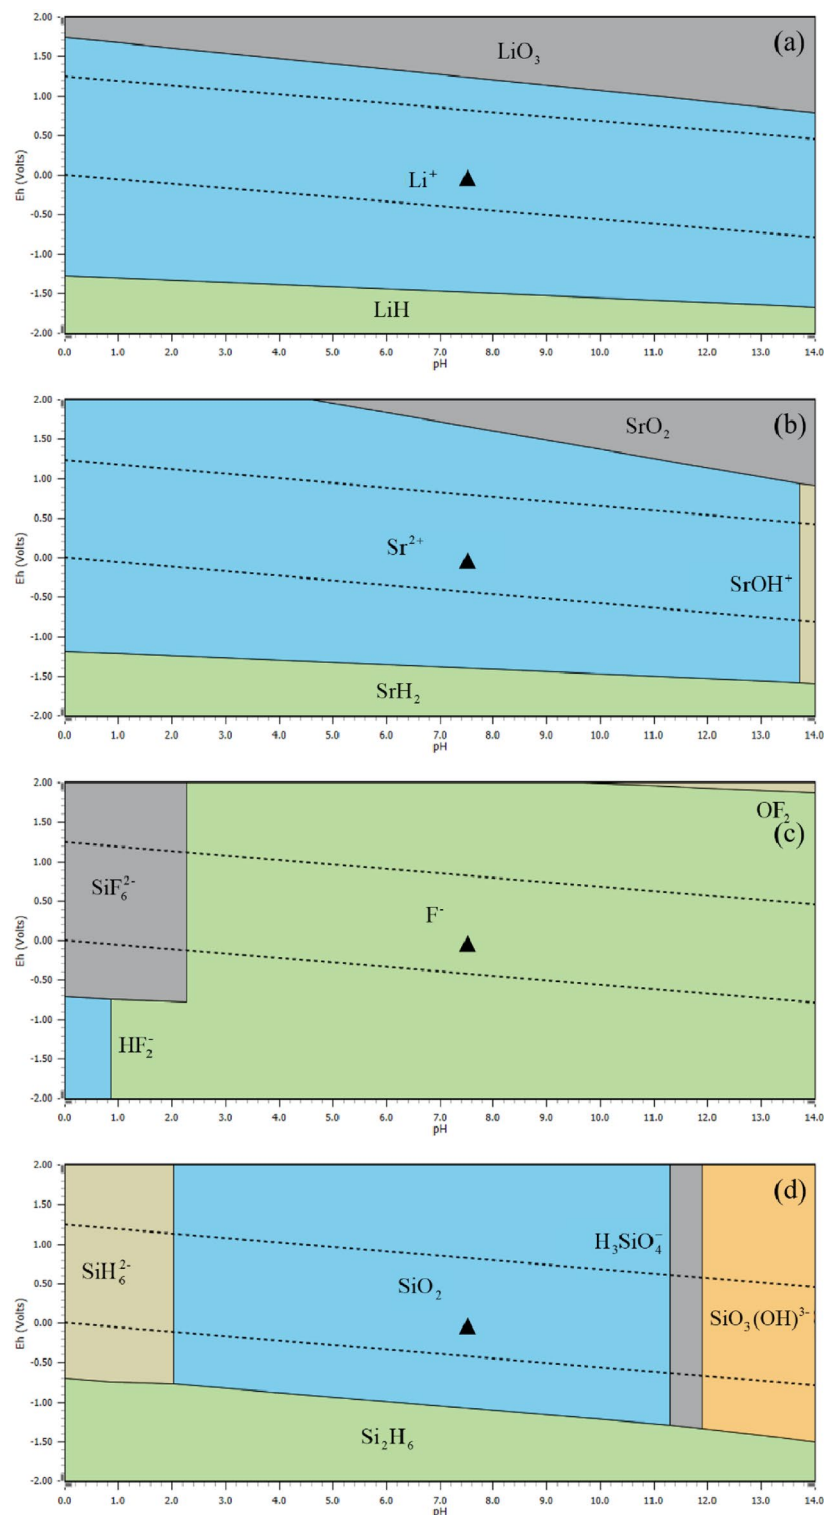 (a)
LiO₃
Li⁺
LiH
Eh (Volts)
2.00
1.50
1.00
0.50
0.00
-0.50
-1.00
-1.50
-2.00
0.0 1.0 2.0 3.0 4.0 5.0 6.0 7.0 8.0 9.0 10.0 11.0 12.0 13.0 14.0
pH
(b)
SrO₂
Sr²⁺
SrOH⁺
SrH₂
Eh (Volts)
2.00
1.50
1.00
0.50
0.00
-0.50
-1.00
-1.50
-2.00
0.0 1.0 2.0 3.0 4.0 5.0 6.0 7.0 8.0 9.0 10.0 11.0 12.0 13.0 14.0
pH
OF₂
(c)
SiF₆²⁻
F⁻
HF₂⁻
Eh (Volts)
2.00
1.50
1.00
0.50
0.00
-0.50
-1.00
-1.50
-2.00
0.0 1.0 2.0 3.0 4.0 5.0 6.0 7.0 8.0 9.0 10.0 11.0 12.0 13.0 14.0
pH
(d)
H₃SiO₄⁻
SiH₆²⁻
SiO₂
SiO₃(OH)³⁻
Si₂H₆
Eh (Volts)
2.00
1.50
1.00
0.50
0.00
-0.50
-1.00
-1.50
-2.00
0.0 1.0 2.0 3.0 4.0 5.0 6.0 7.0 8.0 9.0 10.0 11.0 12.0 13.0 14.0
pH